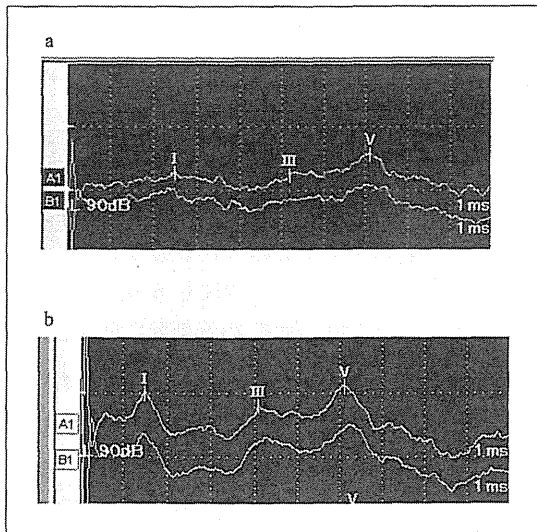 a
I III V
A1
B1 90dB 1 ms
1 ms
b
I III V
A1
B1 90dB 1 ms
1 ms
V